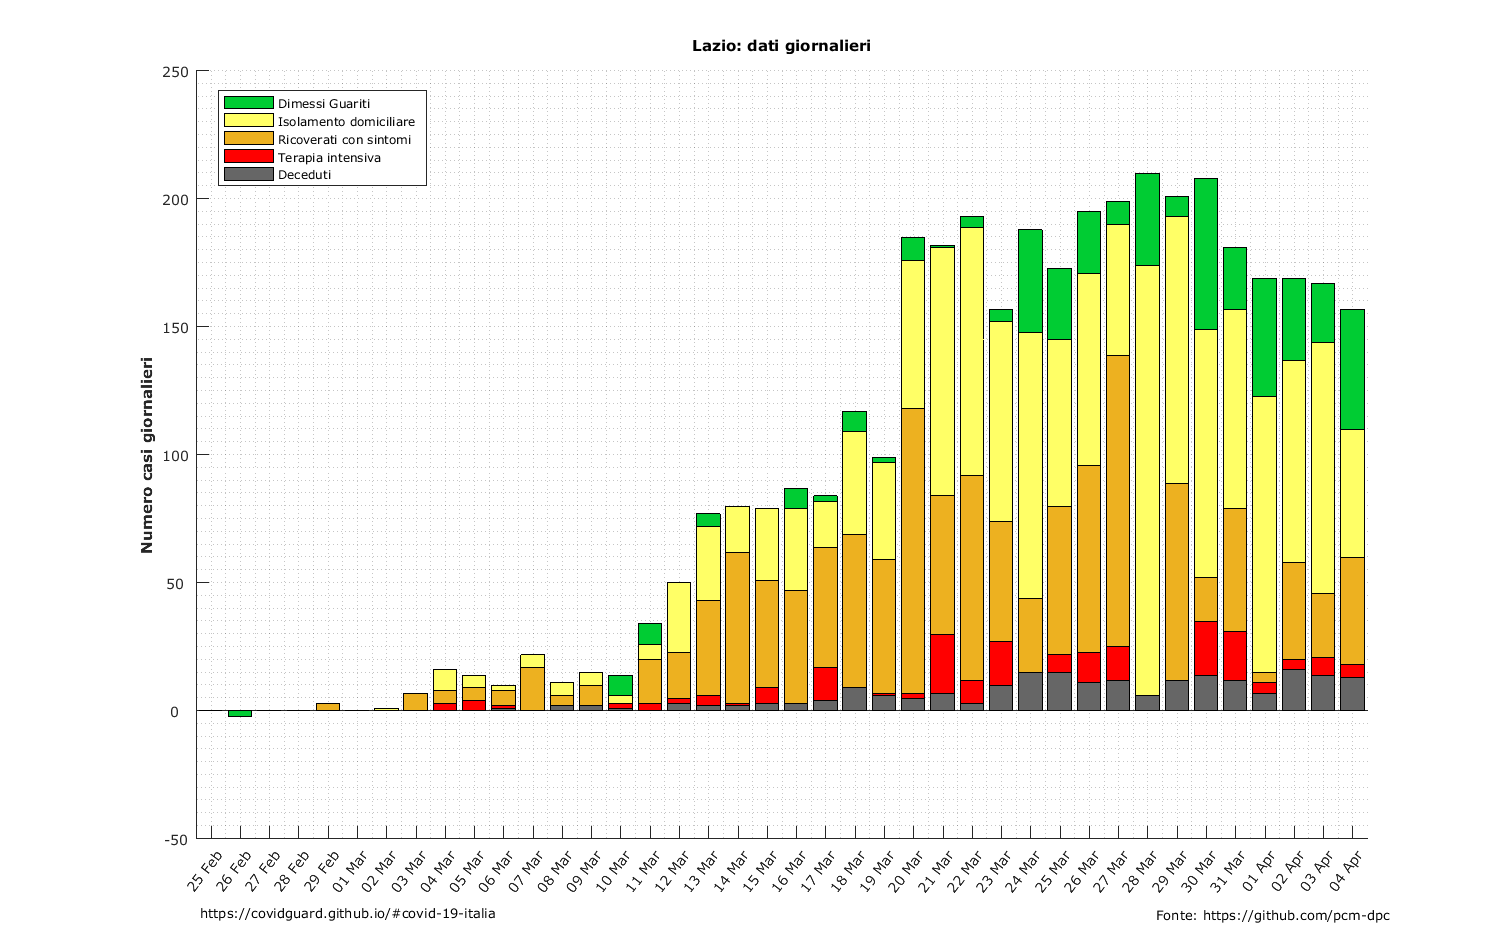 Lazio: dati giornalieri
250
200
150
100
50
0
-50
Numero casi giornalieri
Dimessi Guariti
Isolamento domiciliare
Ricoverati con sintomi
Terapia intensiva
Deceduti
25 Feb
26 Feb
27 Feb
28 Feb
29 Feb
01 Mar
02 Mar
03 Mar
04 Mar
05 Mar
06 Mar
07 Mar
08 Mar
09 Mar
10 Mar
11 Mar
12 Mar
13 Mar
14 Mar
15 Mar
16 Mar
17 Mar
18 Mar
19 Mar
20 Mar
21 Mar
22 Mar
23 Mar
24 Mar
25 Mar
26 Mar
27 Mar
28 Mar
29 Mar
30 Mar
31 Mar
01 Apr
02 Apr
03 Apr
04 Apr
https://covidguard.github.io/#covid-19-italia
Fonte: https://github.com/pcm-dpc